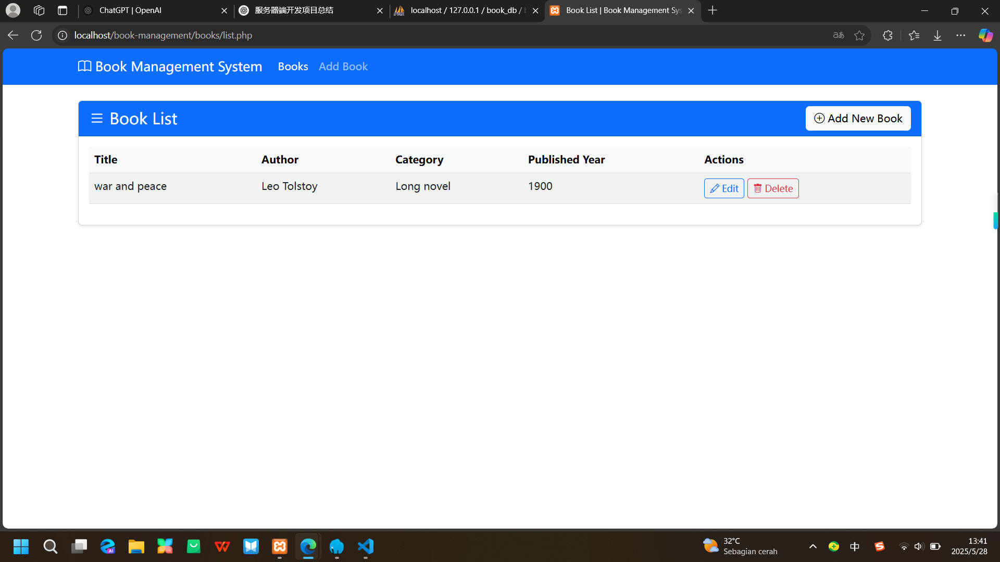 ChatGPT | OpenAI
服务器端开发项目总结
localhost / 127.0.0.1 / book_db /
Book List | Book Management Sys
localhost/book-management/books/list.php
Book Management System Books Add Book
Book List
Add New Book
Title Author Category Published Year Actions
war and peace Leo Tolstoy Long novel 1900 Edit Delete
32°C
Sebagian cerah
中
13:41
2025/5/28